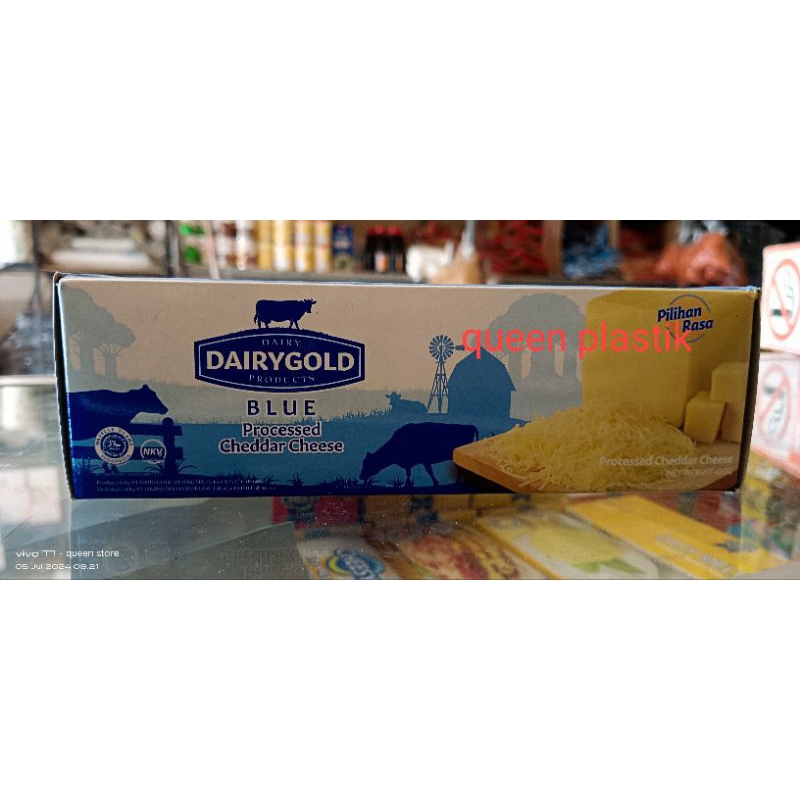 Pilihan
Rasa
queen plastik
DAIRY
DAIRYGOLD
PRODUCTS
BLUE
Processed
Cheddar Cheese
NKV
Processed Cheddar Cheese
vivo T1 - queen store
05 Jul 2024 08.21